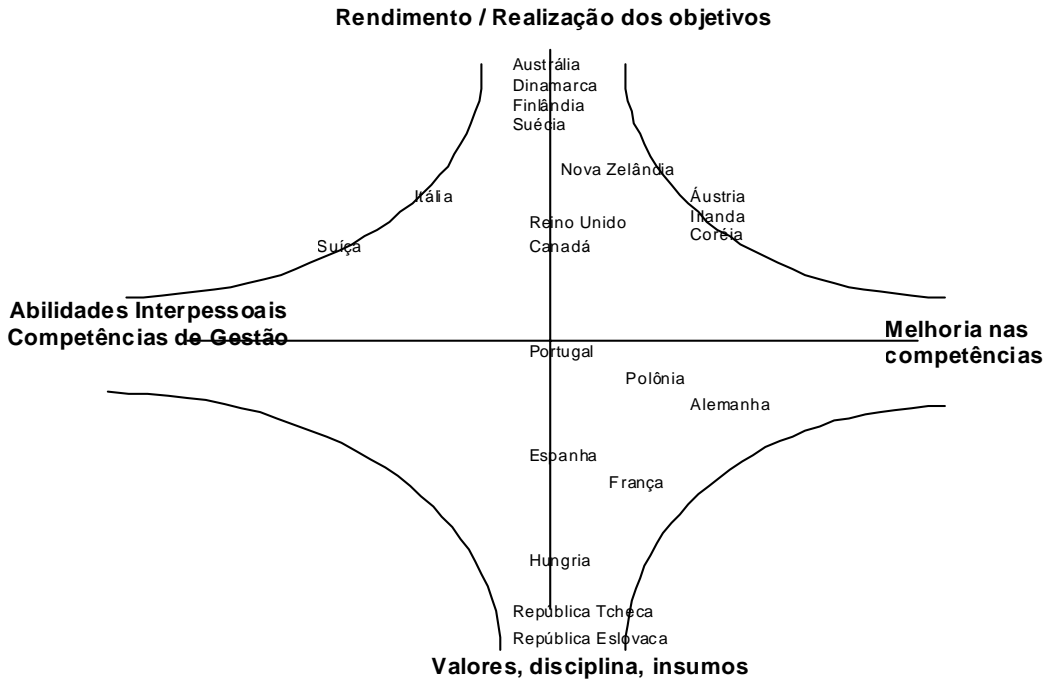 Rendimento / Realização dos objetivos
Austrália
Dinamarca
Finlândia
Suécia
Nova Zelândia
Itália
Áustria
Irlanda
Coréia
Reino Unido
Canadá
Suíça
Abilidades Interpessoais
Competências de Gestão
Melhoria nas
competências
Portugal
Polônia
Alemanha
Espanha
França
Hungria
República Tcheca
República Eslovaca
Valores, disciplina, insumos